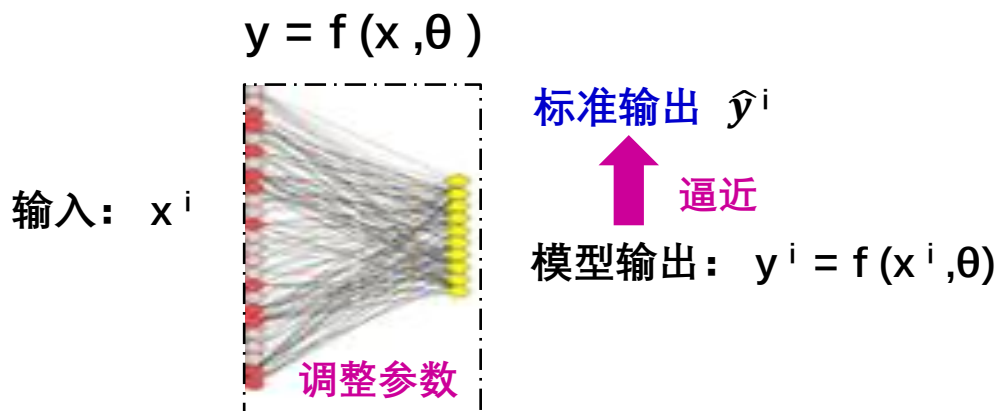 y = f (x ,θ )
标准输出 ŷ i
逼近
输入： x i
模型输出： y i = f (x i ,θ)
调整参数